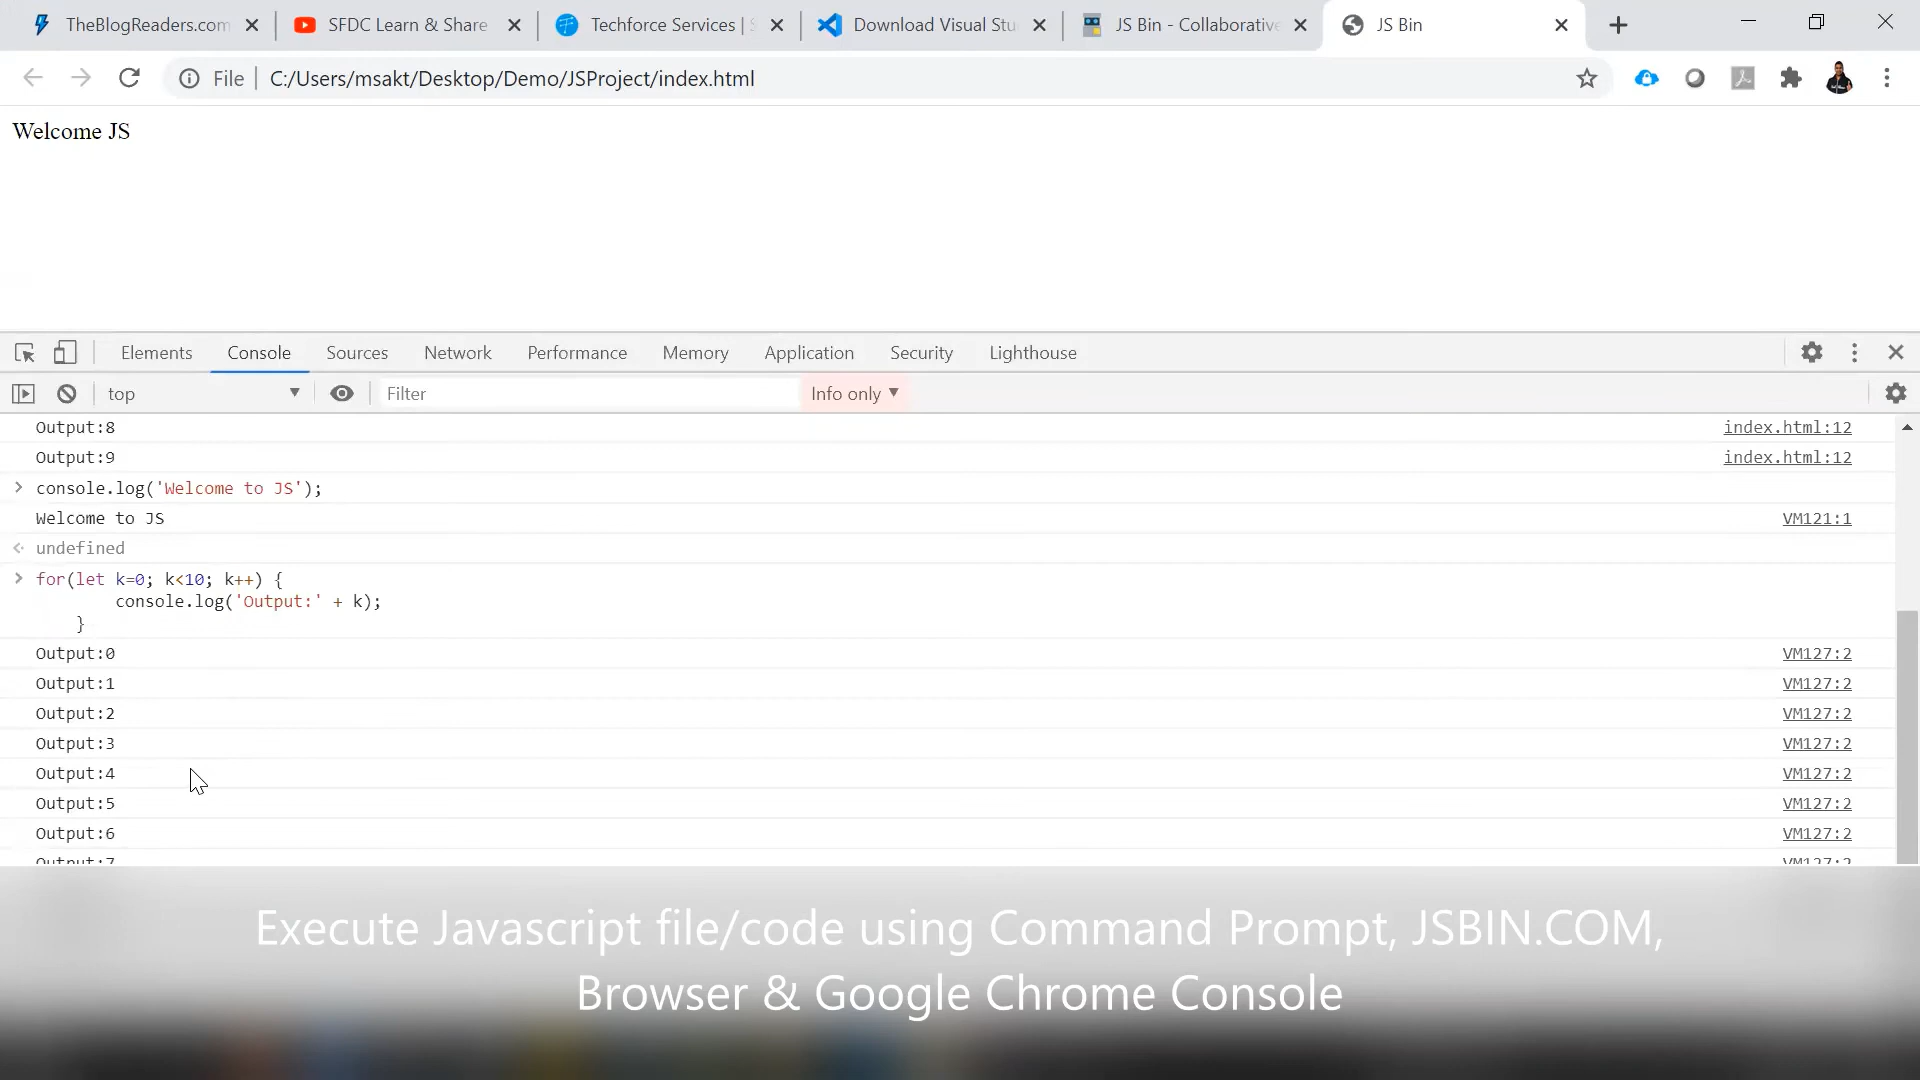 TheBlogReaders.com
SFDC Learn & Share
Techforce Services |
Download Visual Stu
JS Bin - Collaborative
JS Bin
File
C:/Users/msakt/Desktop/Demo/JSProject/index.html
Welcome JS
Elements Console Sources Network Performance Memory Application Security Lighthouse
top Filter Info only
Output:8 index.html:12
Output:9 index.html:12
console.log('Welcome to JS');
Welcome to JS VM121:1
undefined
for(let k=0; k<10; k++) {
console.log('Output:' + k);
}
Output:0 VM127:2
Output:1 VM127:2
Output:2 VM127:2
Output:3 VM127:2
Output:4 VM127:2
Output:5 VM127:2
Output:6 VM127:2
Output:7 VM127:2
Execute Javascript file/code using Command Prompt, JSBIN.COM,
Browser & Google Chrome Console